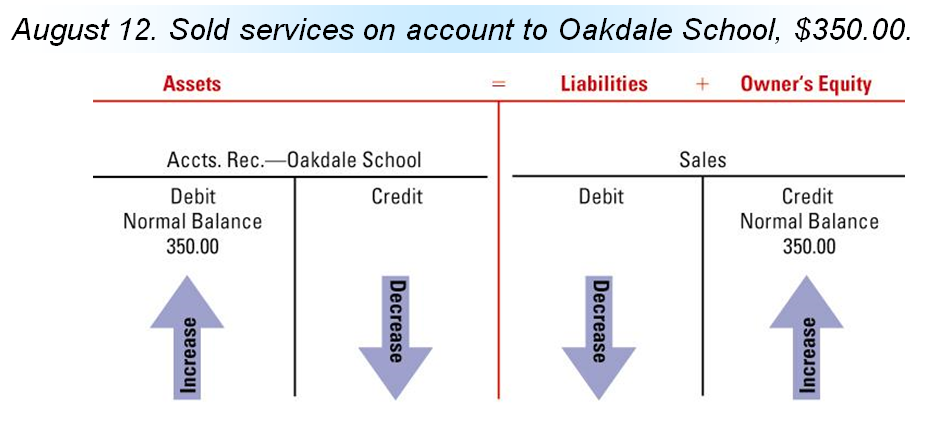 August 12. Sold services on account to Oakdale School, $350.00.
Assets = Liabilities + Owner's Equity
Accts. Rec.—Oakdale School Sales
Debit Credit Debit Credit
Normal Balance Normal Balance
350.00 350.00
Increase Decrease Decrease Increase